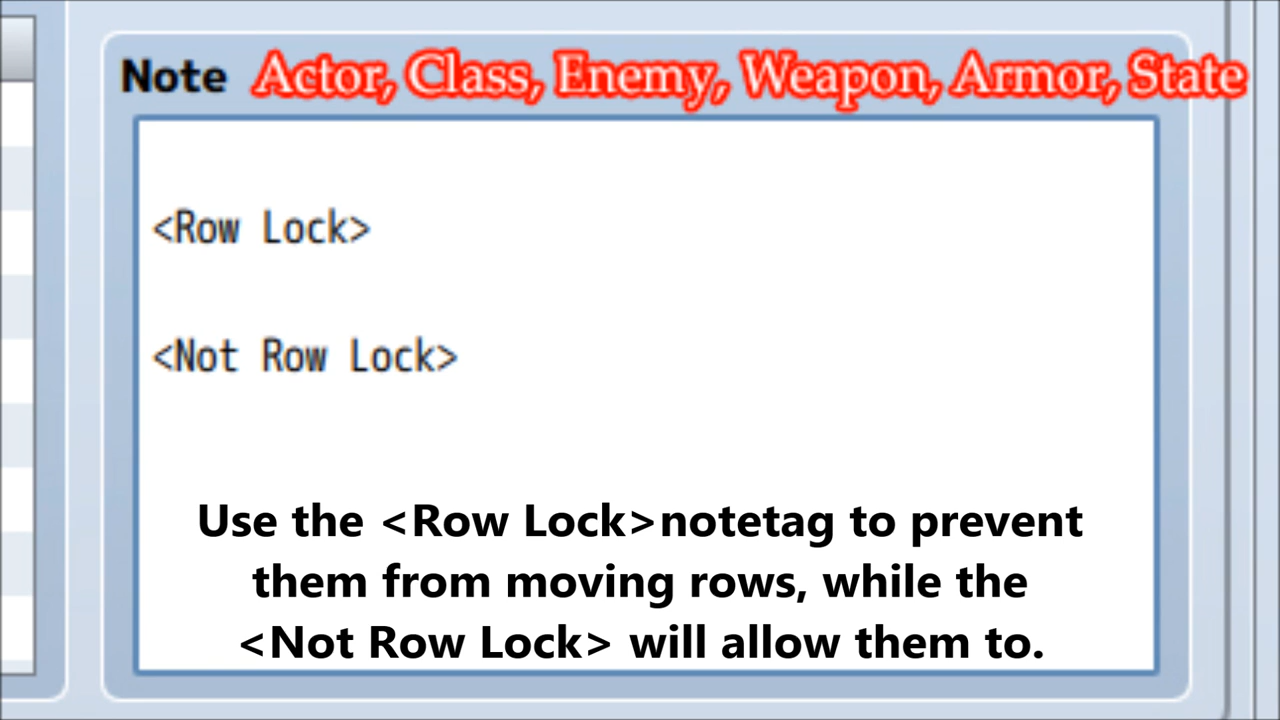 Note Actor, Class, Enemy, Weapon, Armor, State
<Row Lock>
<Not Row Lock>
Use the <Row Lock>notetag to prevent
them from moving rows, while the
<Not Row Lock> will allow them to.